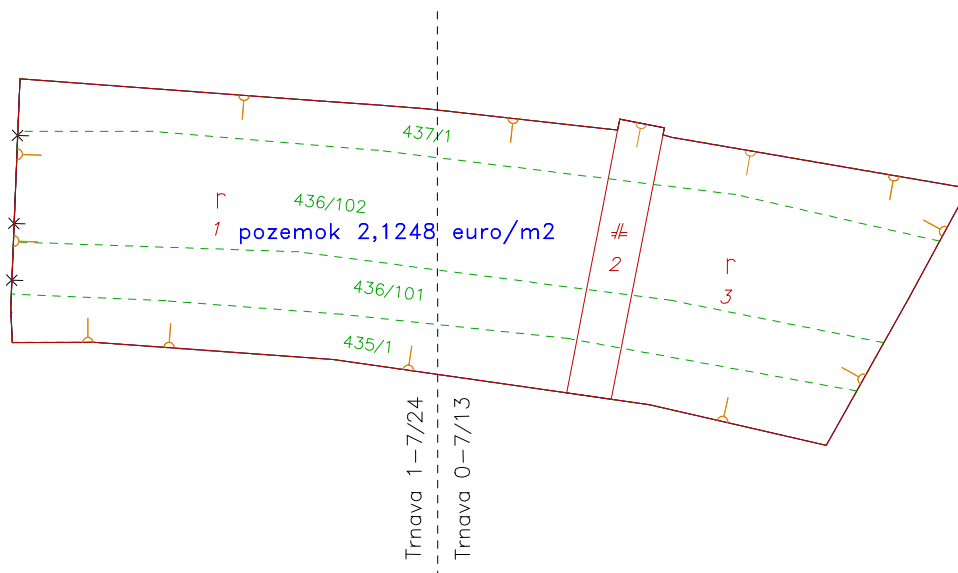 437/1
r
436/102
1
pozemok 2,1248 euro/m2
2
r
3
436/101
435/1
Trnava 1-7/24
Trnava 0-7/13